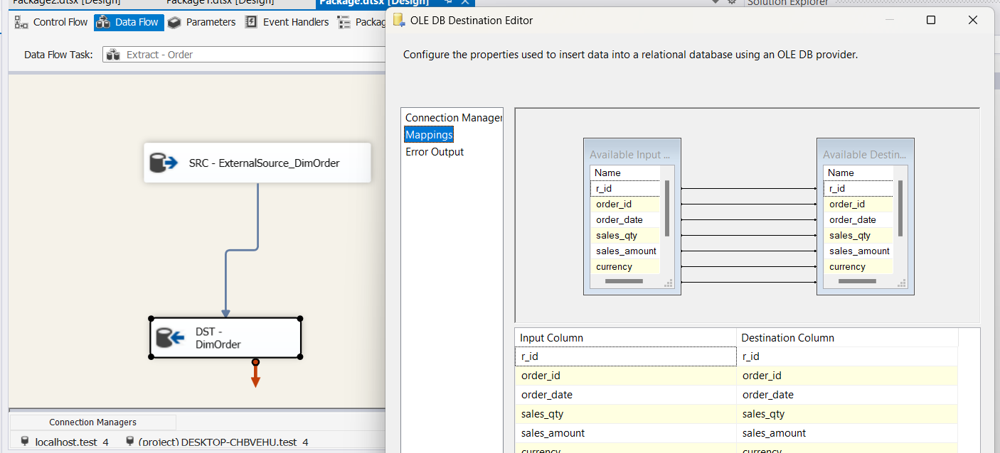 Package2.dtsx [Design]
Package1.dtsx [Design]
Package.dtsx [Design]
Solution Explorer
Control Flow
Data Flow
Parameters
Event Handlers
Packag
Data Flow Task:
Extract - Order
SRC - ExternalSource_DimOrder
DST -
DimOrder
Connection Managers
localhost.test_4
(project) DESKTOP-CHBVEHU.test_4
OLE DB Destination Editor
Configure the properties used to insert data into a relational database using an OLE DB provider.
Connection Manager
Mappings
Error Output
Available Input ...
Name
r_id
order_id
order_date
sales_qty
sales_amount
currency
Available Destin...
Name
r_id
order_id
order_date
sales_qty
sales_amount
currency
Input Column Destination Column
r_id r_id
order_id order_id
order_date order_date
sales_qty sales_qty
sales_amount sales_amount
currency currency